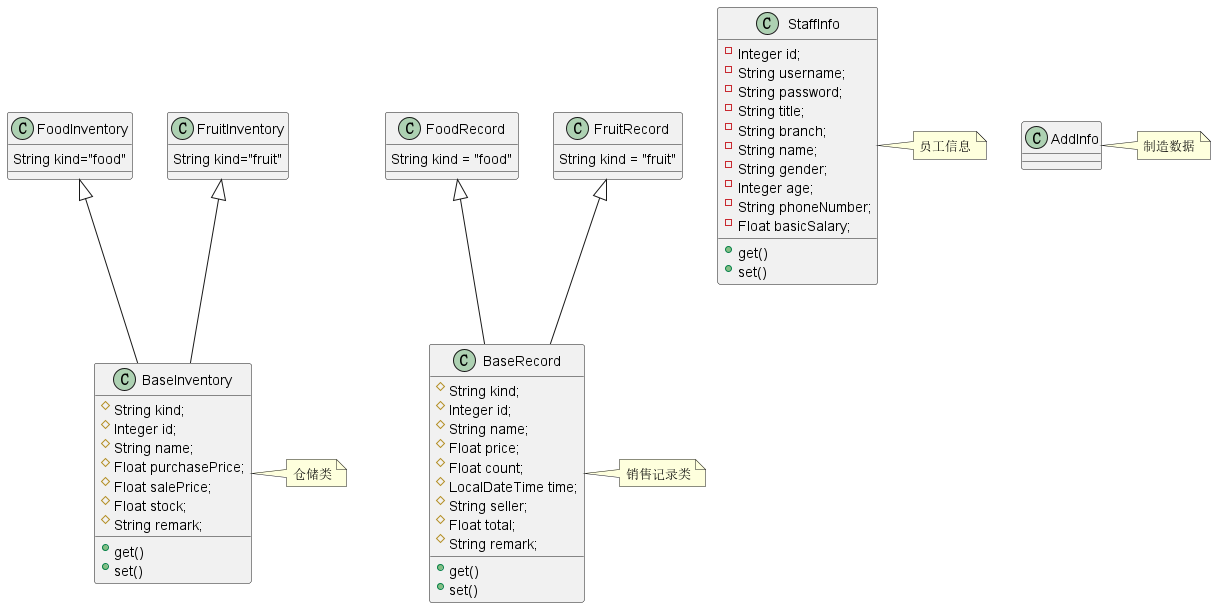 C FoodInventory
String kind="food"
C FruitInventory
String kind="fruit"
C FoodRecord
String kind = "food"
C FruitRecord
String kind = "fruit"
C StaffInfo
Integer id;
String username;
String password;
String title;
String branch;
String name;
String gender;
Integer age;
String phoneNumber;
Float basicSalary;
get()
set()
员工信息
C AddInfo
制造数据
C BaseInventory
String kind;
Integer id;
String name;
Float purchasePrice;
Float salePrice;
Float stock;
String remark;
get()
set()
仓储类
C BaseRecord
String kind;
Integer id;
String name;
Float price;
Float count;
LocalDateTime time;
String seller;
Float total;
String remark;
get()
set()
销售记录类